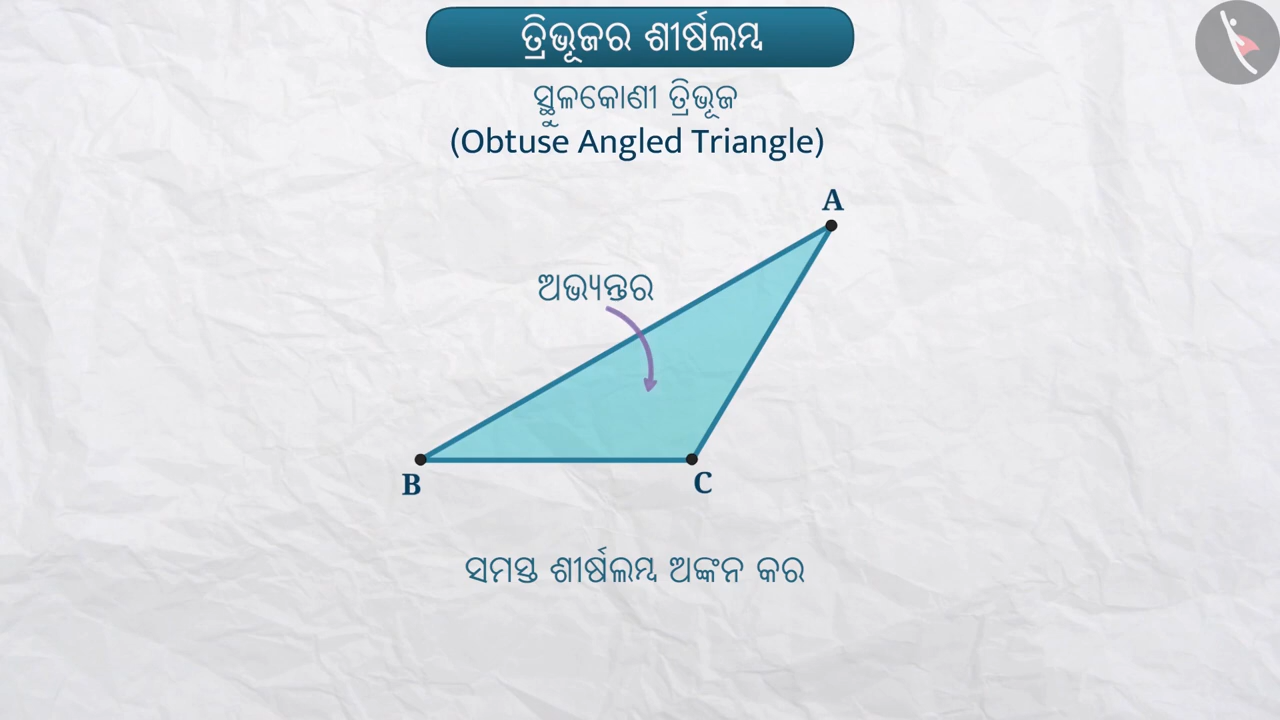 ତ୍ରିଭୂଜର ଶୀର୍ଷଲମ୍ବ
ସ୍ଥୁଳକୋଣୀ ତ୍ରିଭୂଜ
(Obtuse Angled Triangle)
A
ଅଭ୍ୟନ୍ତର
B
C
ସମସ୍ତ ଶୀର୍ଷଲମ୍ବ ଅଙ୍କନ କର